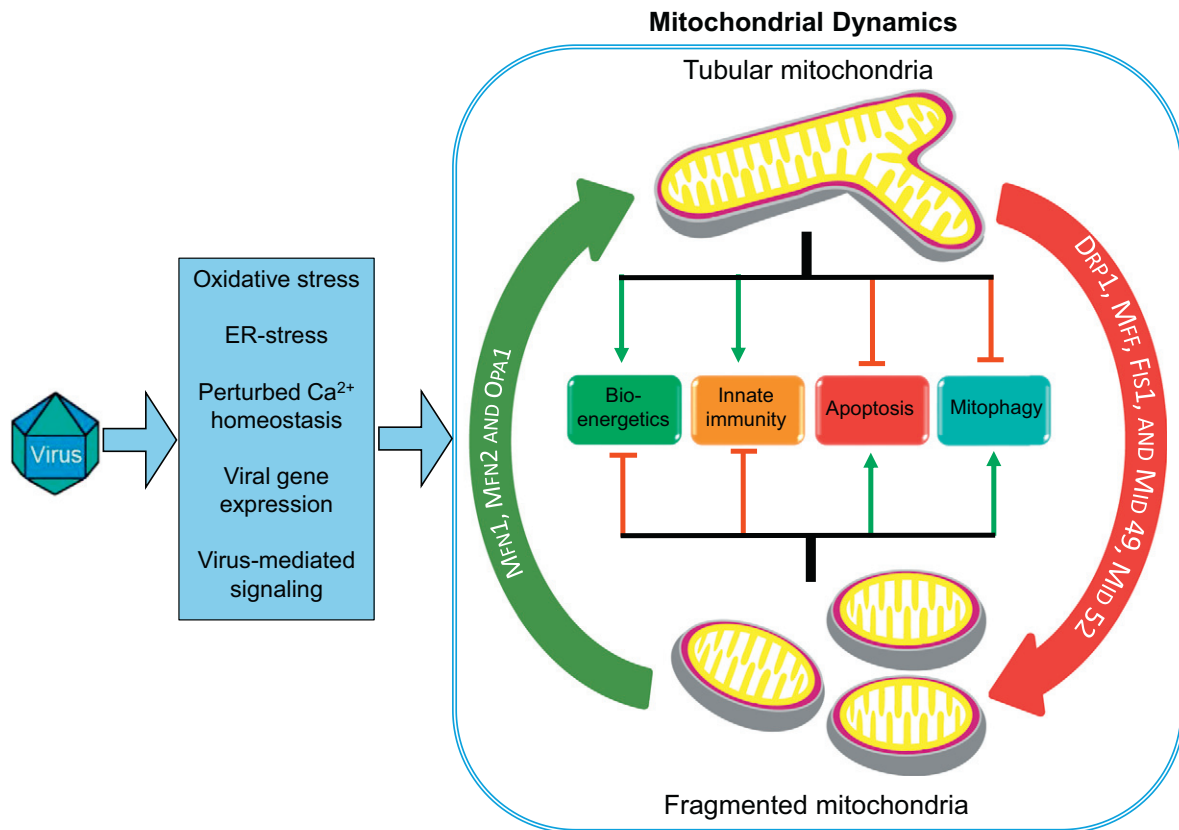 Mitochondrial Dynamics
Tubular mitochondria
Virus
Oxidative stress
ER-stress
Perturbed Ca²⁺
homeostasis
Viral gene
expression
Virus-mediated
signaling
MFN1, MFN2 AND OPA1
Bio-
energetics
Innate
immunity
Apoptosis
Mitophagy
DRP1, MFF, FIS1, AND MID 49, MID 52
Fragmented mitochondria